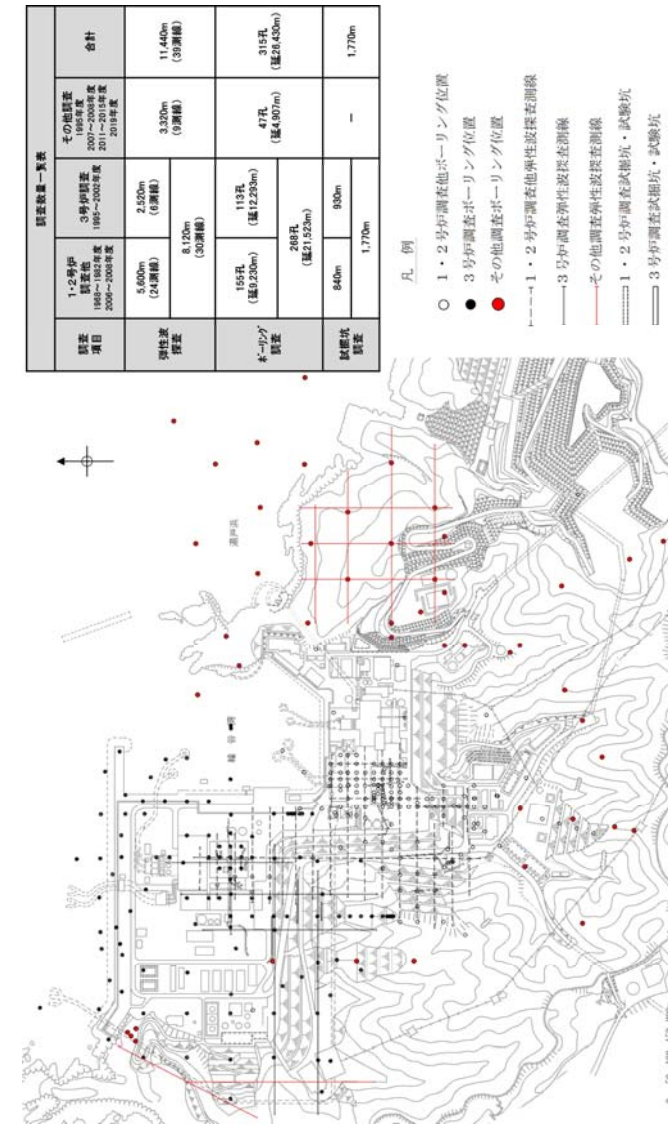 調査数量一覧表
調査
項目
1・2号炉
調査他
1968~1982年度
2006~2008年度
3号炉調査
1995~2002年度
その他調査
1995年度
2007~2008年度
2011~2015年度
2019年度
合計
弾性波
探査
5,600m
(24測線)
2,520m
(6測線)
8,120m
(30測線)
3,320m
(9測線)
11,440m
(39測線)
ボーリング
調査
155孔
(延9,230m)
113孔
(延12,293m)
268孔
(延21,523m)
47孔
(延4,907m)
315孔
(延26,430m)
試掘坑
調査
840m
930m
1,770m
―
1,770m
凡 例
1・2号炉調査他ボーリング位置
3号炉調査ボーリング位置
その他調査ボーリング位置
1・2号炉調査他弾性波探査測線
3号炉調査弾性波探査測線
その他調査弾性波探査測線
1・2号炉調査試掘坑・試験坑
3号炉調査試掘坑・試験坑